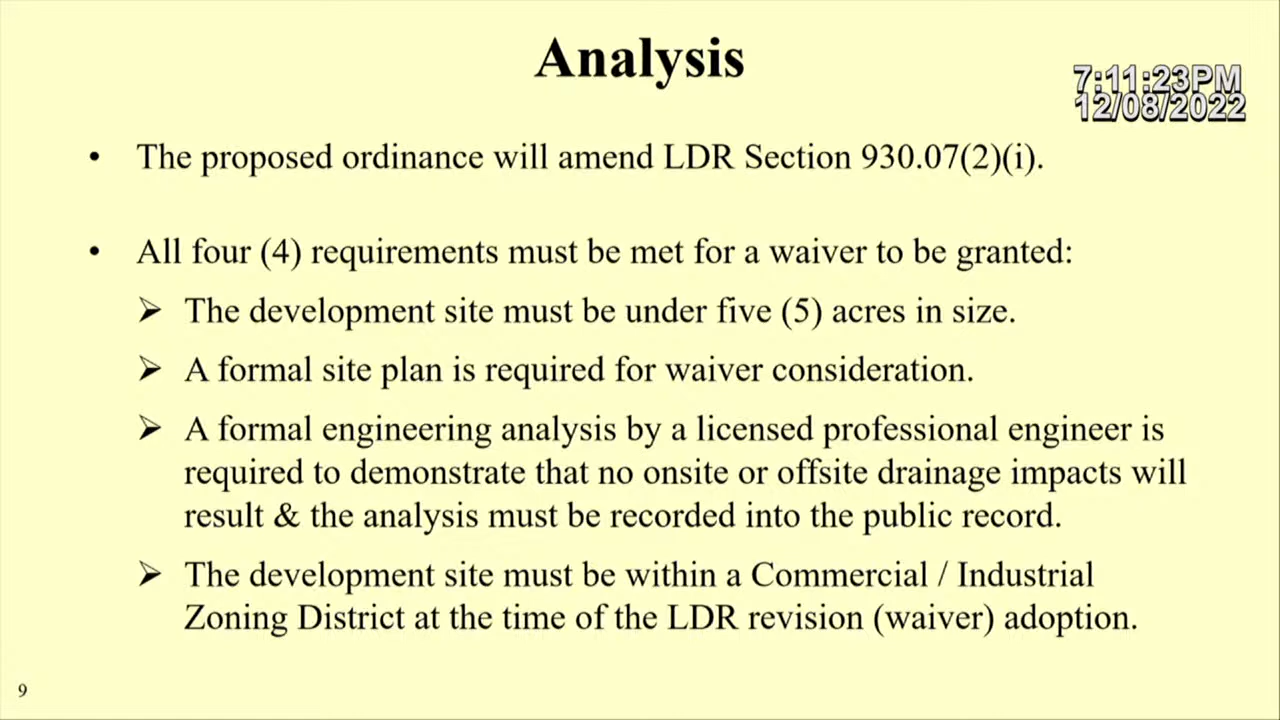 Analysis
7:11:23PM
12/08/2022
• The proposed ordinance will amend LDR Section 930.07(2)(i).
• All four (4) requirements must be met for a waiver to be granted:
➢ The development site must be under five (5) acres in size.
➢ A formal site plan is required for waiver consideration.
➢ A formal engineering analysis by a licensed professional engineer is
required to demonstrate that no onsite or offsite drainage impacts will
result & the analysis must be recorded into the public record.
➢ The development site must be within a Commercial / Industrial
Zoning District at the time of the LDR revision (waiver) adoption.
9